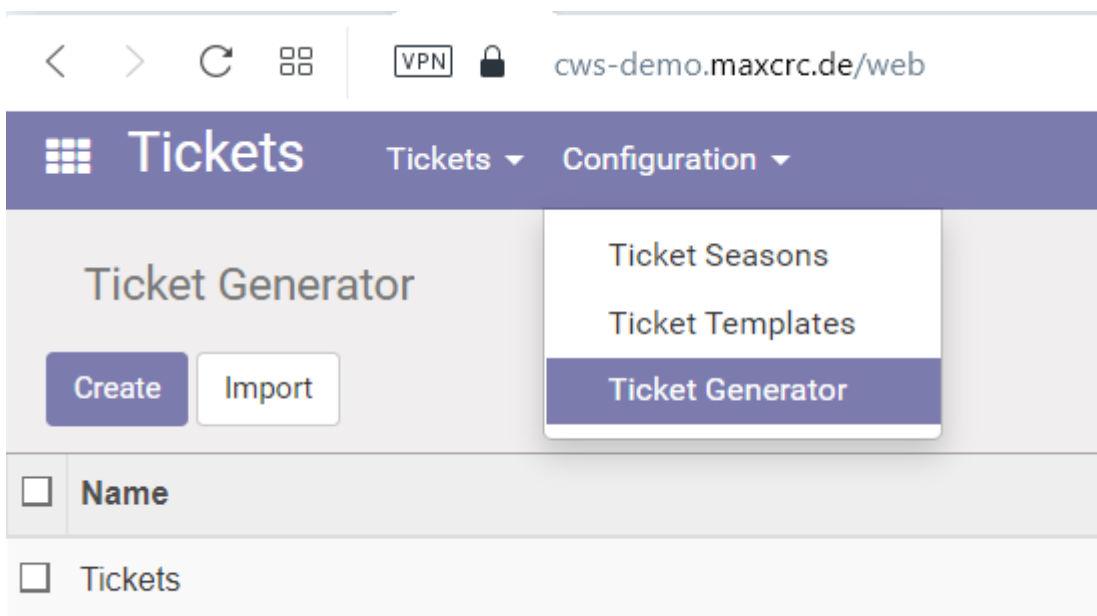 VPN cws-demo.maxcrc.de/web
Tickets Tickets Configuration
Ticket Seasons
Ticket Generator
Ticket Templates
Ticket Generator
Create Import
Name
Tickets